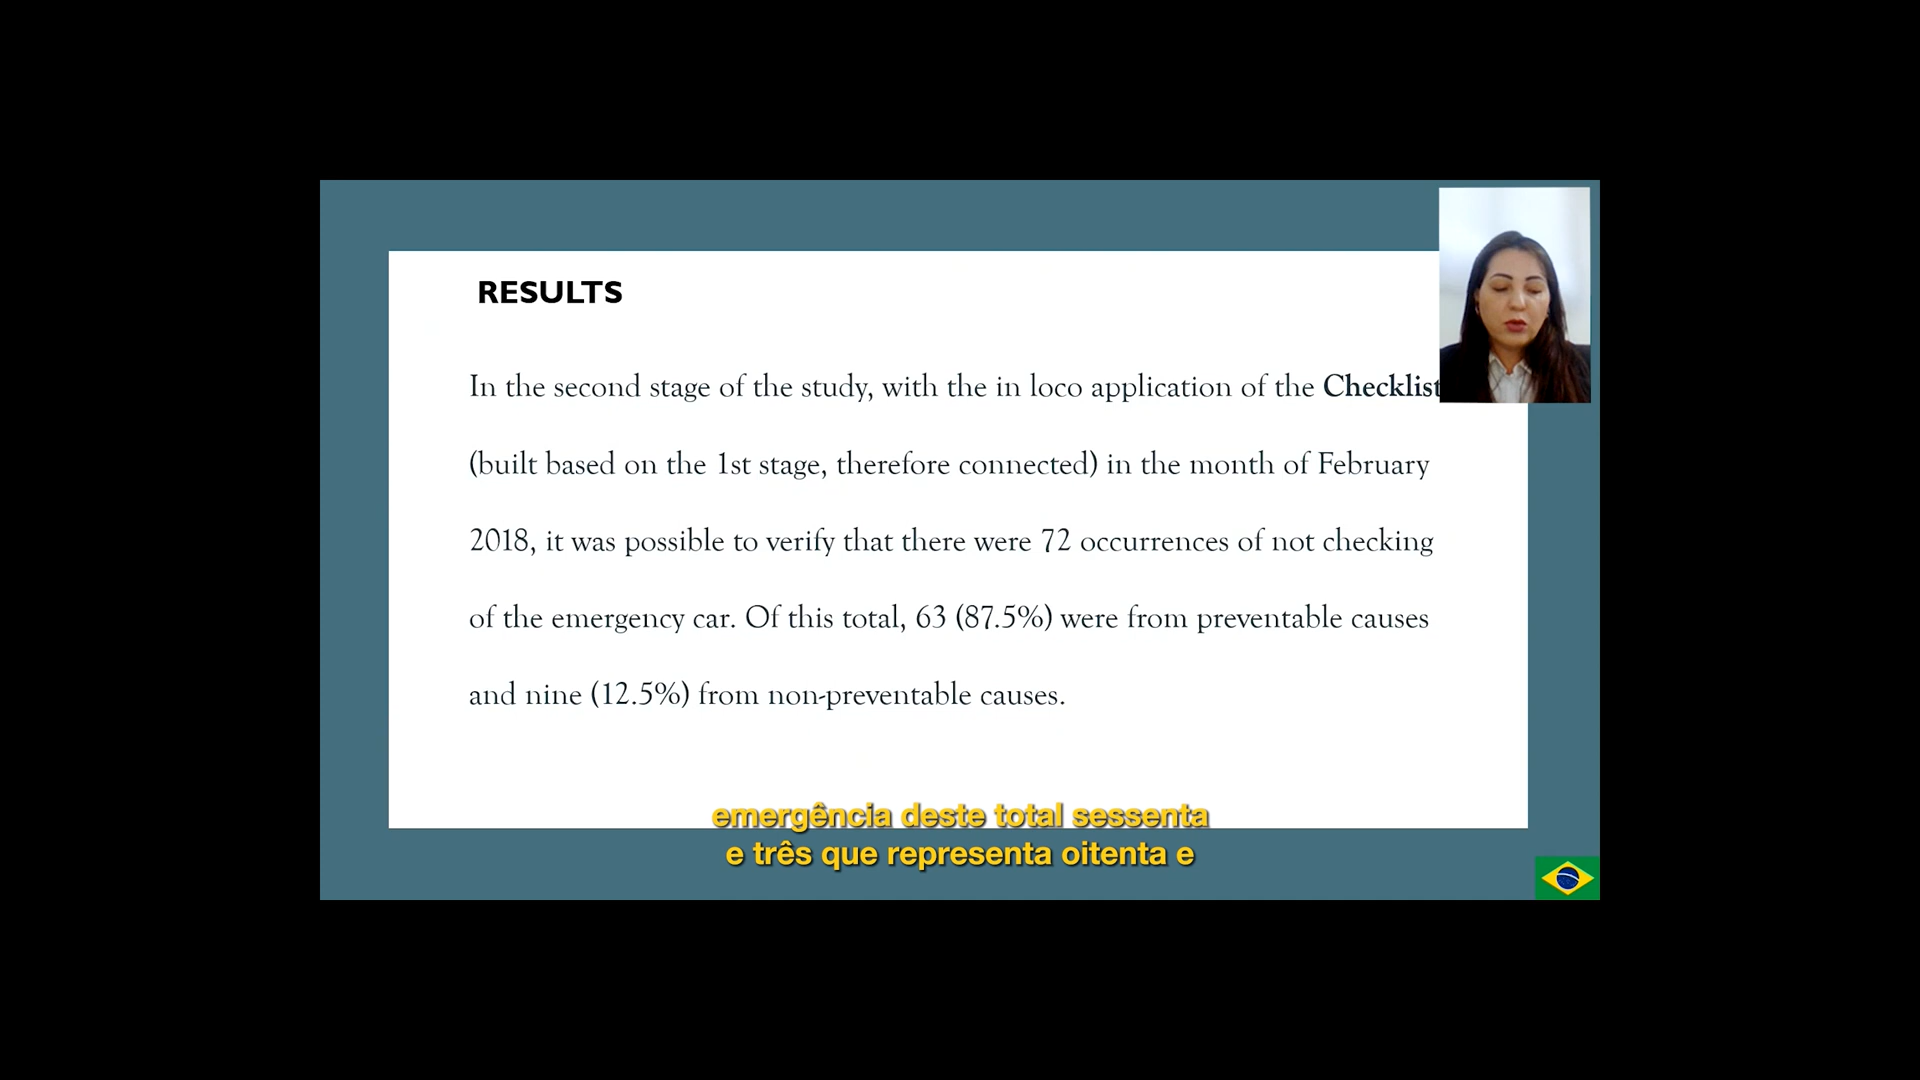 RESULTS
In the second stage of the study, with the in loco application of the Checklist
(built based on the 1st stage, therefore connected) in the month of February
2018, it was possible to verify that there were 72 occurrences of not checking
of the emergency car. Of this total, 63 (87.5%) were from preventable causes
and nine (12.5%) from non-preventable causes.
emergência deste total sessenta
e três que representa oitenta e